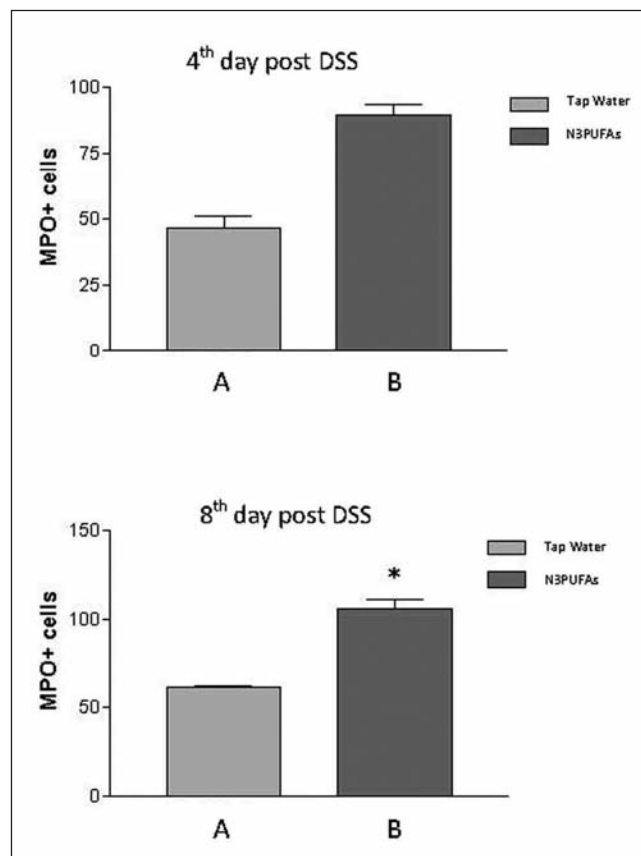 4th day post DSS
100
75
50
25
0
MPO+ cells
A
B
Tap Water
N3PUFAs
8th day post DSS
150
100
50
0
MPO+ cells
*
A
B
Tap Water
N3PUFAs